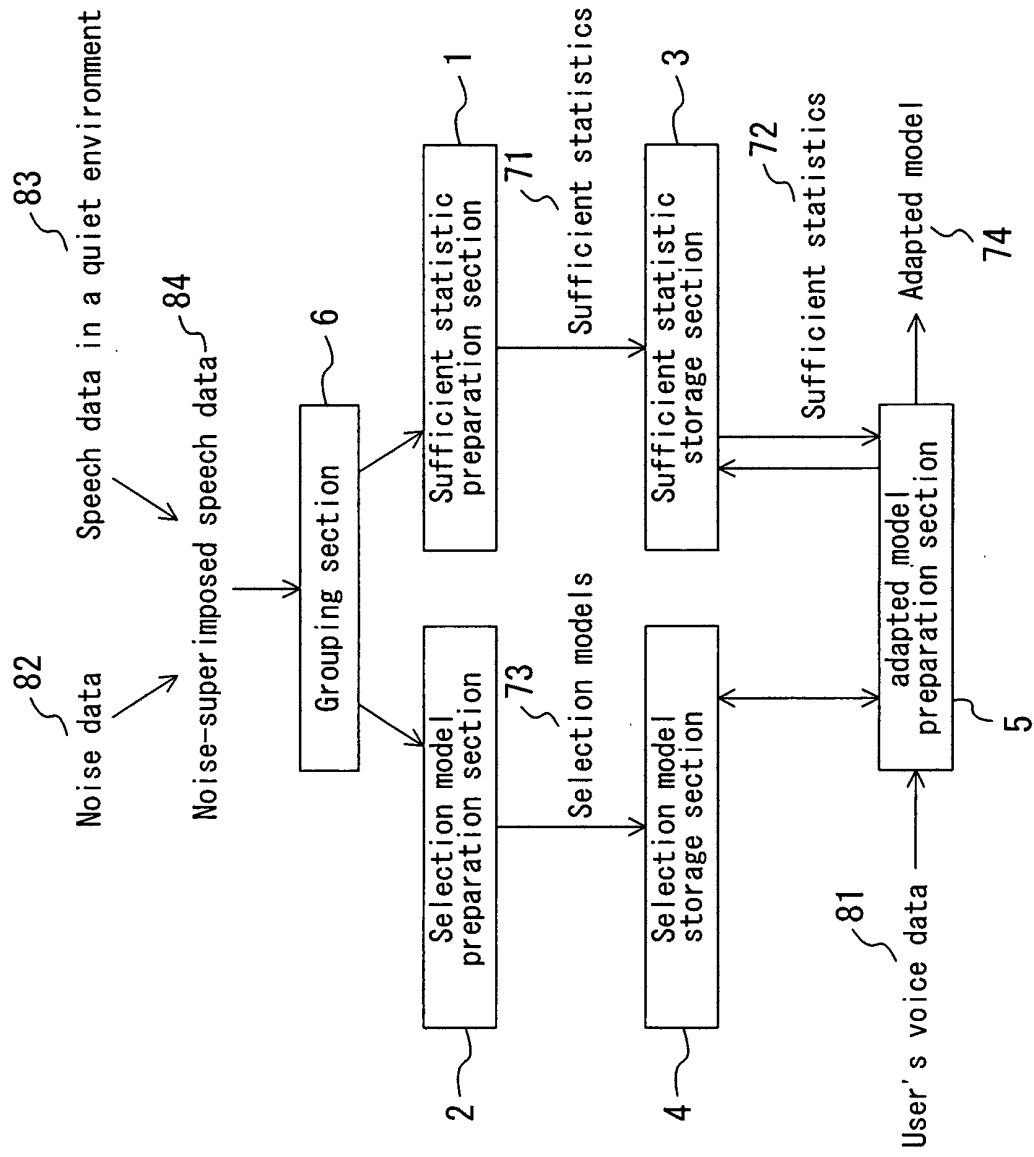 82
Noise data
83
Speech data in a quiet environment
84
Noise-superimposed speech data
6
Grouping section
2
Selection model
preparation section
1
Sufficient statistic
preparation section
73
Selection models
71
Sufficient statistics
4
Selection model
storage section
3
Sufficient statistic
storage section
72
Sufficient statistics
81
User's voice data
adapted model
preparation section
5
Adapted model
74